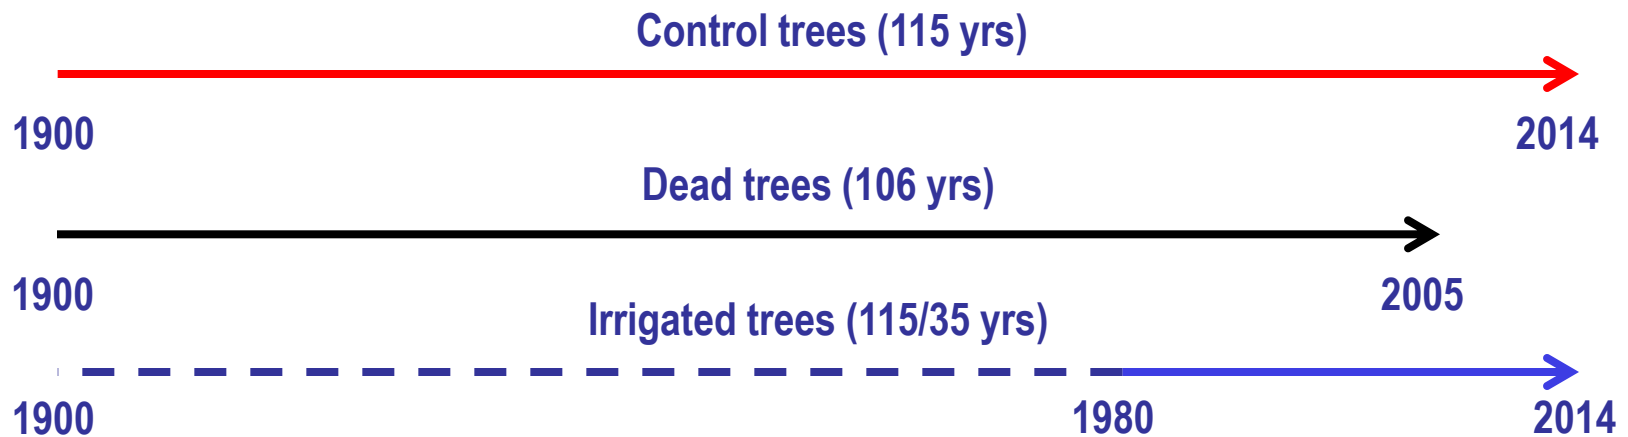 Control trees (115 yrs)
1900 2014
Dead trees (106 yrs)
1900 2005
Irrigated trees (115/35 yrs)
1900 1980 2014